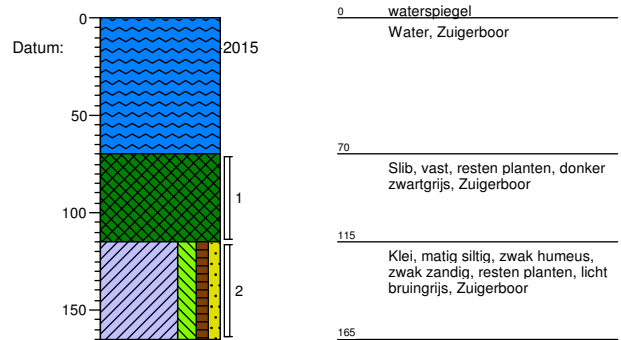 0
Datum: 2015
50
100
150
1
2
0 waterspiegel
Water, Zuigerboor
70
Slib, vast, resten planten, donker
zwartgrijs, Zuigerboor
115
Klei, matig siltig, zwak humeus,
zwak zandig, resten planten, licht
bruingrijs, Zuigerboor
165